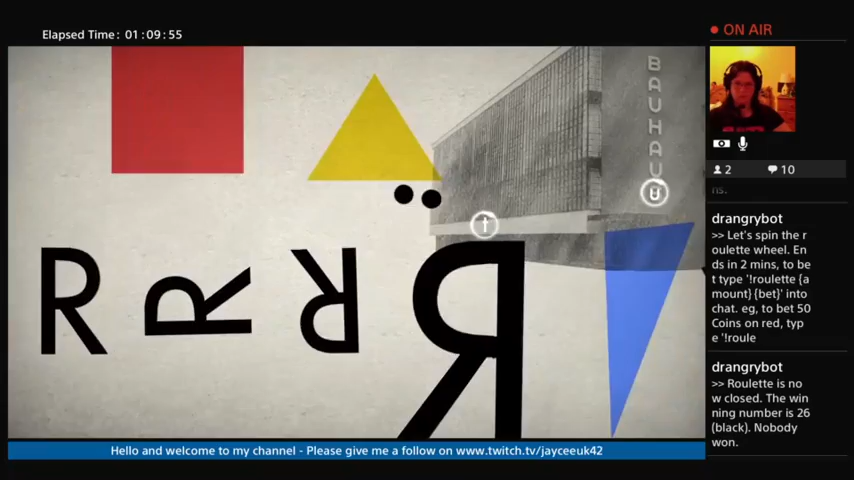 Elapsed Time: 01:09:55
ON AIR
BAUHAUS
t
u
R
R
R
R
2
10
ns.
drangrybot
>> Let's spin the r
oulette wheel. En
ds in 2 mins, to be
t type '!roulette {a
mount} {bet}' into
chat. eg, to bet 50
Coins on red, typ
e '!roule
drangrybot
>> Roulette is no
w closed. The win
ning number is 26
(black). Nobody
won.
Hello and welcome to my channel - Please give me a follow on www.twitch.tv/jayceeuk42